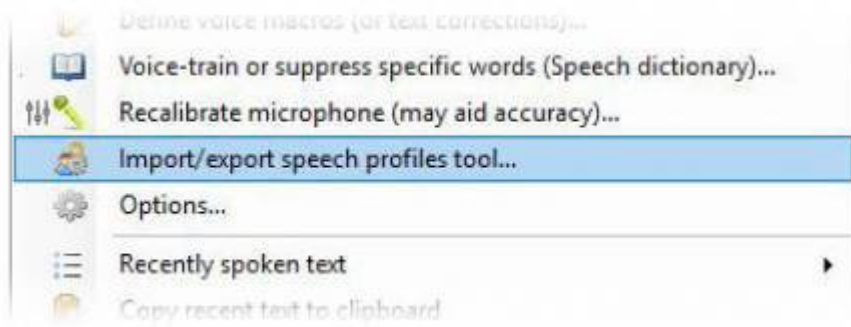 Define voice macros (or text corrections)...
Voice-train or suppress specific words (Speech dictionary)...
Recalibrate microphone (may aid accuracy)...
Import/export speech profiles tool...
Options...
Recently spoken text
Copy recent text to clipboard